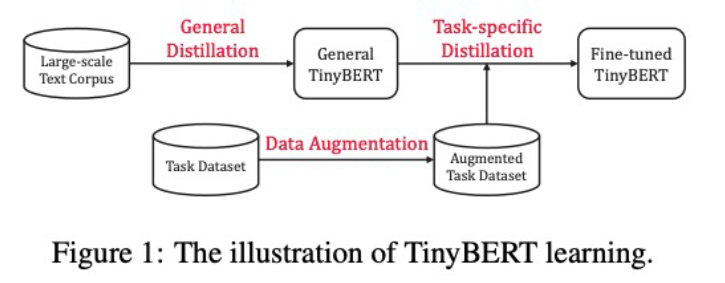 General
Distillation
Task-specific
Distillation
Large-scale
Text Corpus
General
TinyBERT
Fine-tuned
TinyBERT
Task Dataset
Data Augmentation
Augmented
Task Dataset
Figure 1: The illustration of TinyBERT learning.